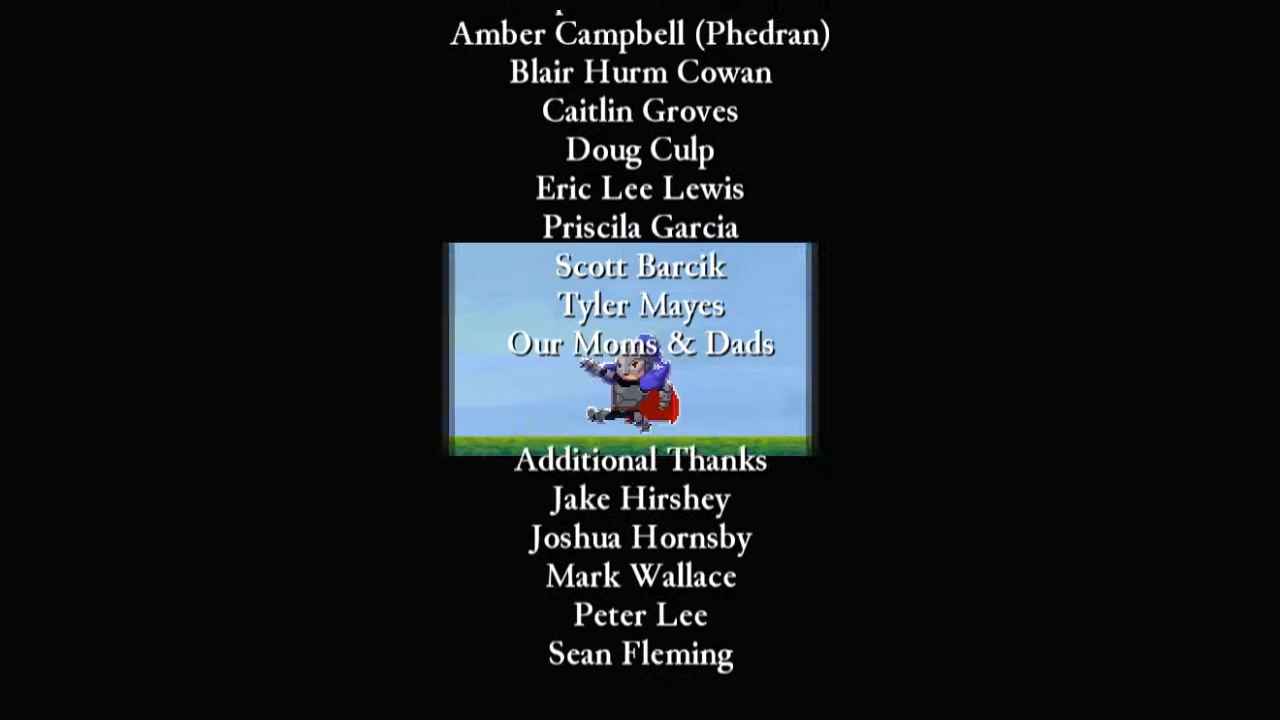 Amber Campbell (Phedran)
Blair Hurm Cowan
Caitlin Groves
Doug Culp
Eric Lee Lewis
Priscila Garcia
Scott Barcik
Tyler Mayes
Our Moms & Dads
Additional Thanks
Jake Hirshey
Joshua Hornsby
Mark Wallace
Peter Lee
Sean Fleming